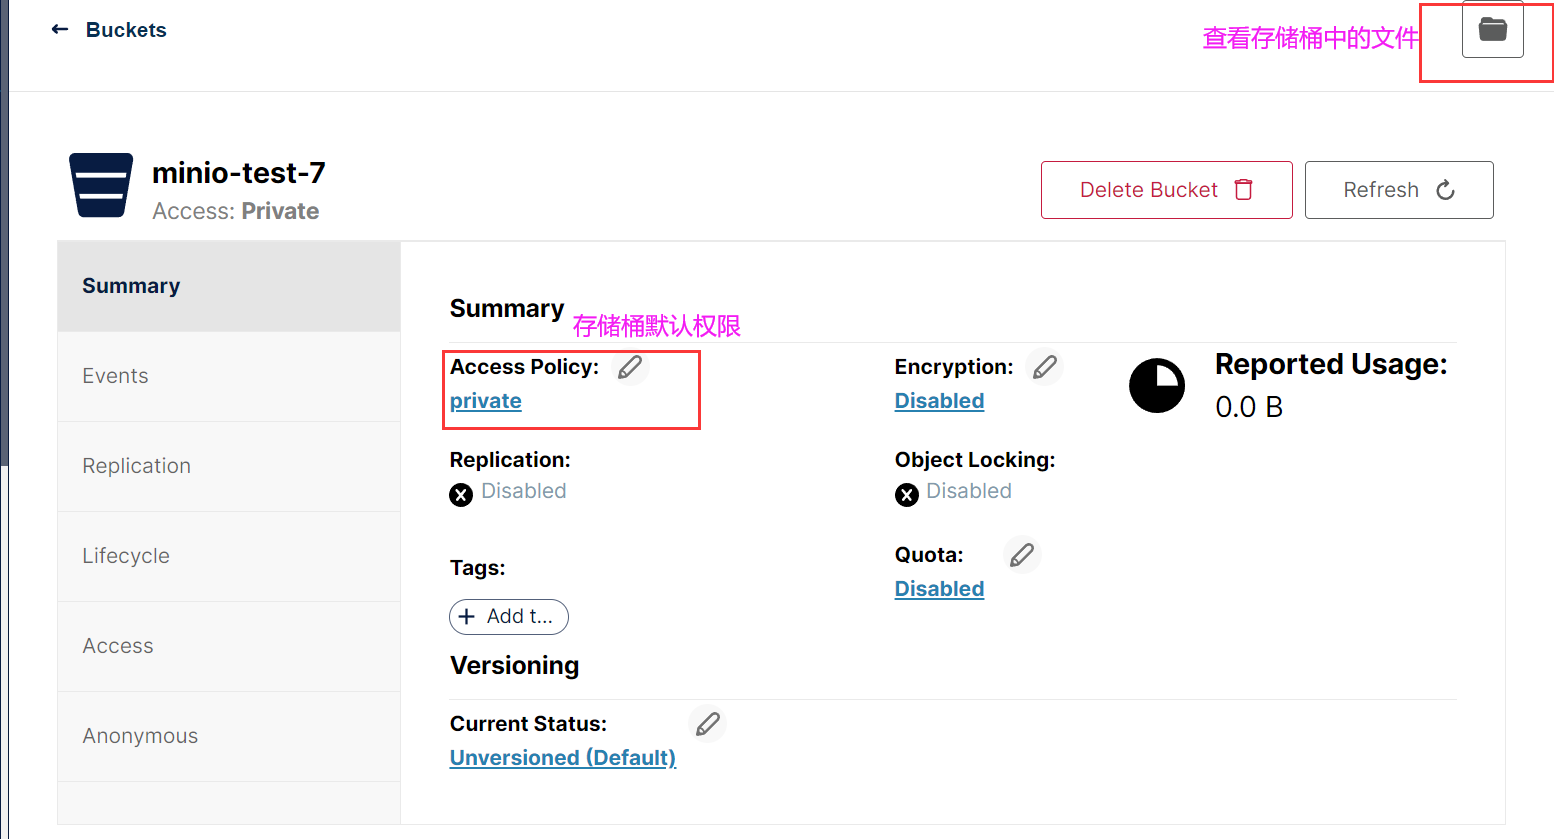 Buckets
查看存储桶中的文件
minio-test-7
Access: Private
Delete Bucket
Refresh
Summary
Events
Replication
Lifecycle
Access
Anonymous
Summary
存储桶默认权限
Access Policy:
private
Encryption:
Disabled
Reported Usage:
0.0 B
Replication:
Disabled
Object Locking:
Disabled
Tags:
Add t...
Quota:
Disabled
Versioning
Current Status:
Unversioned (Default)